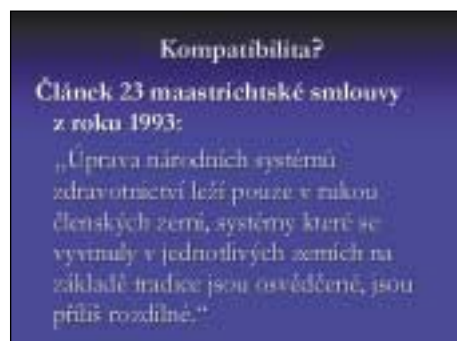 Kompatibilita?
Článek 23 maastrichtské smlouvy
z roku 1993:
„Úprava národních systémů
zdravotnictví leží pouze v rukou
členských zemí, systémy které se
vyvinuly v jednotlivých zemích na
základě tradice jsou osvědčené, jsou
příliš rozdílné.“